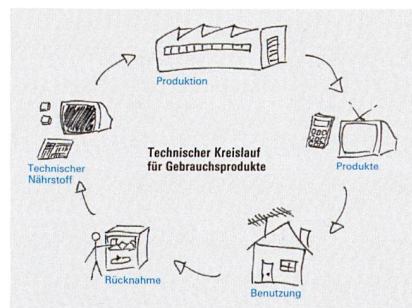 Produktion
Technischer Kreislauf
für Gebrauchsprodukte
Technischer
Nährstoff
Produkte
Rücknahme
Benutzung